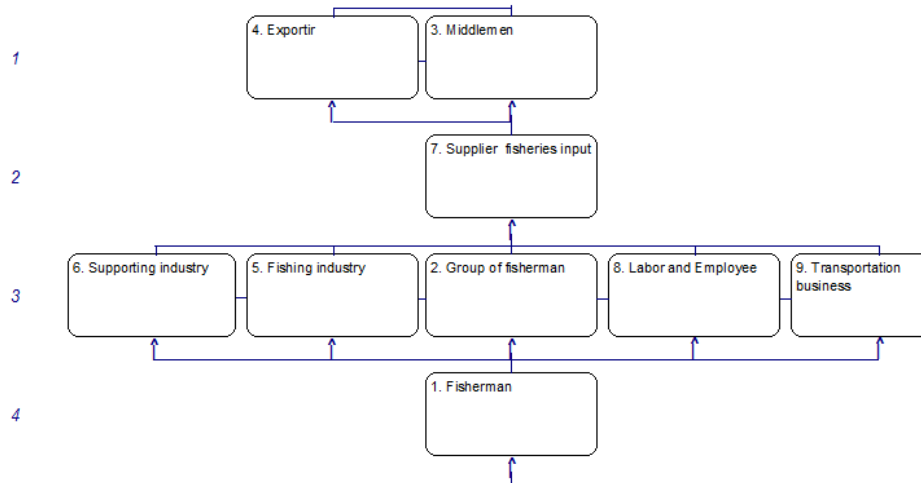 1
4. Exportir
3. Middlemen
2
7. Supplier fisheries input
3
6. Supporting industry
5. Fishing industry
2. Group of fisherman
8. Labor and Employee
9. Transportation
business
4
1. Fisherman